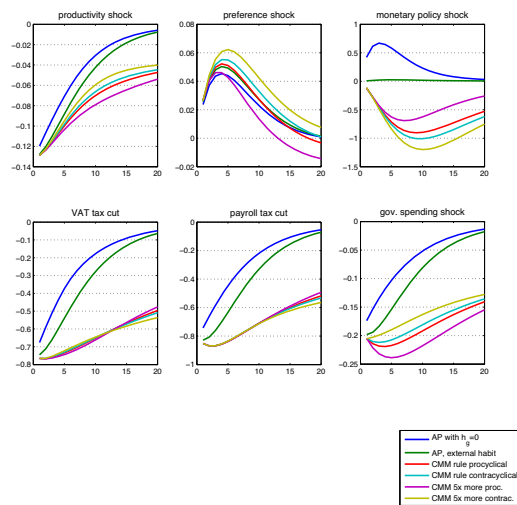 productivity shock
0
−0.02
−0.04
−0.06
−0.08
−0.1
−0.12
−0.14
0 5 10 15 20
preference shock
0.08
0.06
0.04
0.02
0
0.02
0 5 10 15 20
monetary policy shock
1
0.5
0
−0.5
−1
−1.5
0 5 10 15 20
VAT tax cut
0
−0.1
−0.2
−0.3
−0.4
−0.5
−0.6
−0.7
−0.8
0 5 10 15 20
payroll tax cut
0
−0.2
−0.4
−0.6
−0.8
−1
0 5 10 15 20
gov. spending shock
0
−0.05
−0.1
−0.15
−0.2
−0.25
0 5 10 15 20
AP with h_g=0
AP, external habit
CMM rule procyclical
CMM rule contracyclical
CMM 5x more proc.
CMM 5x more contrac.